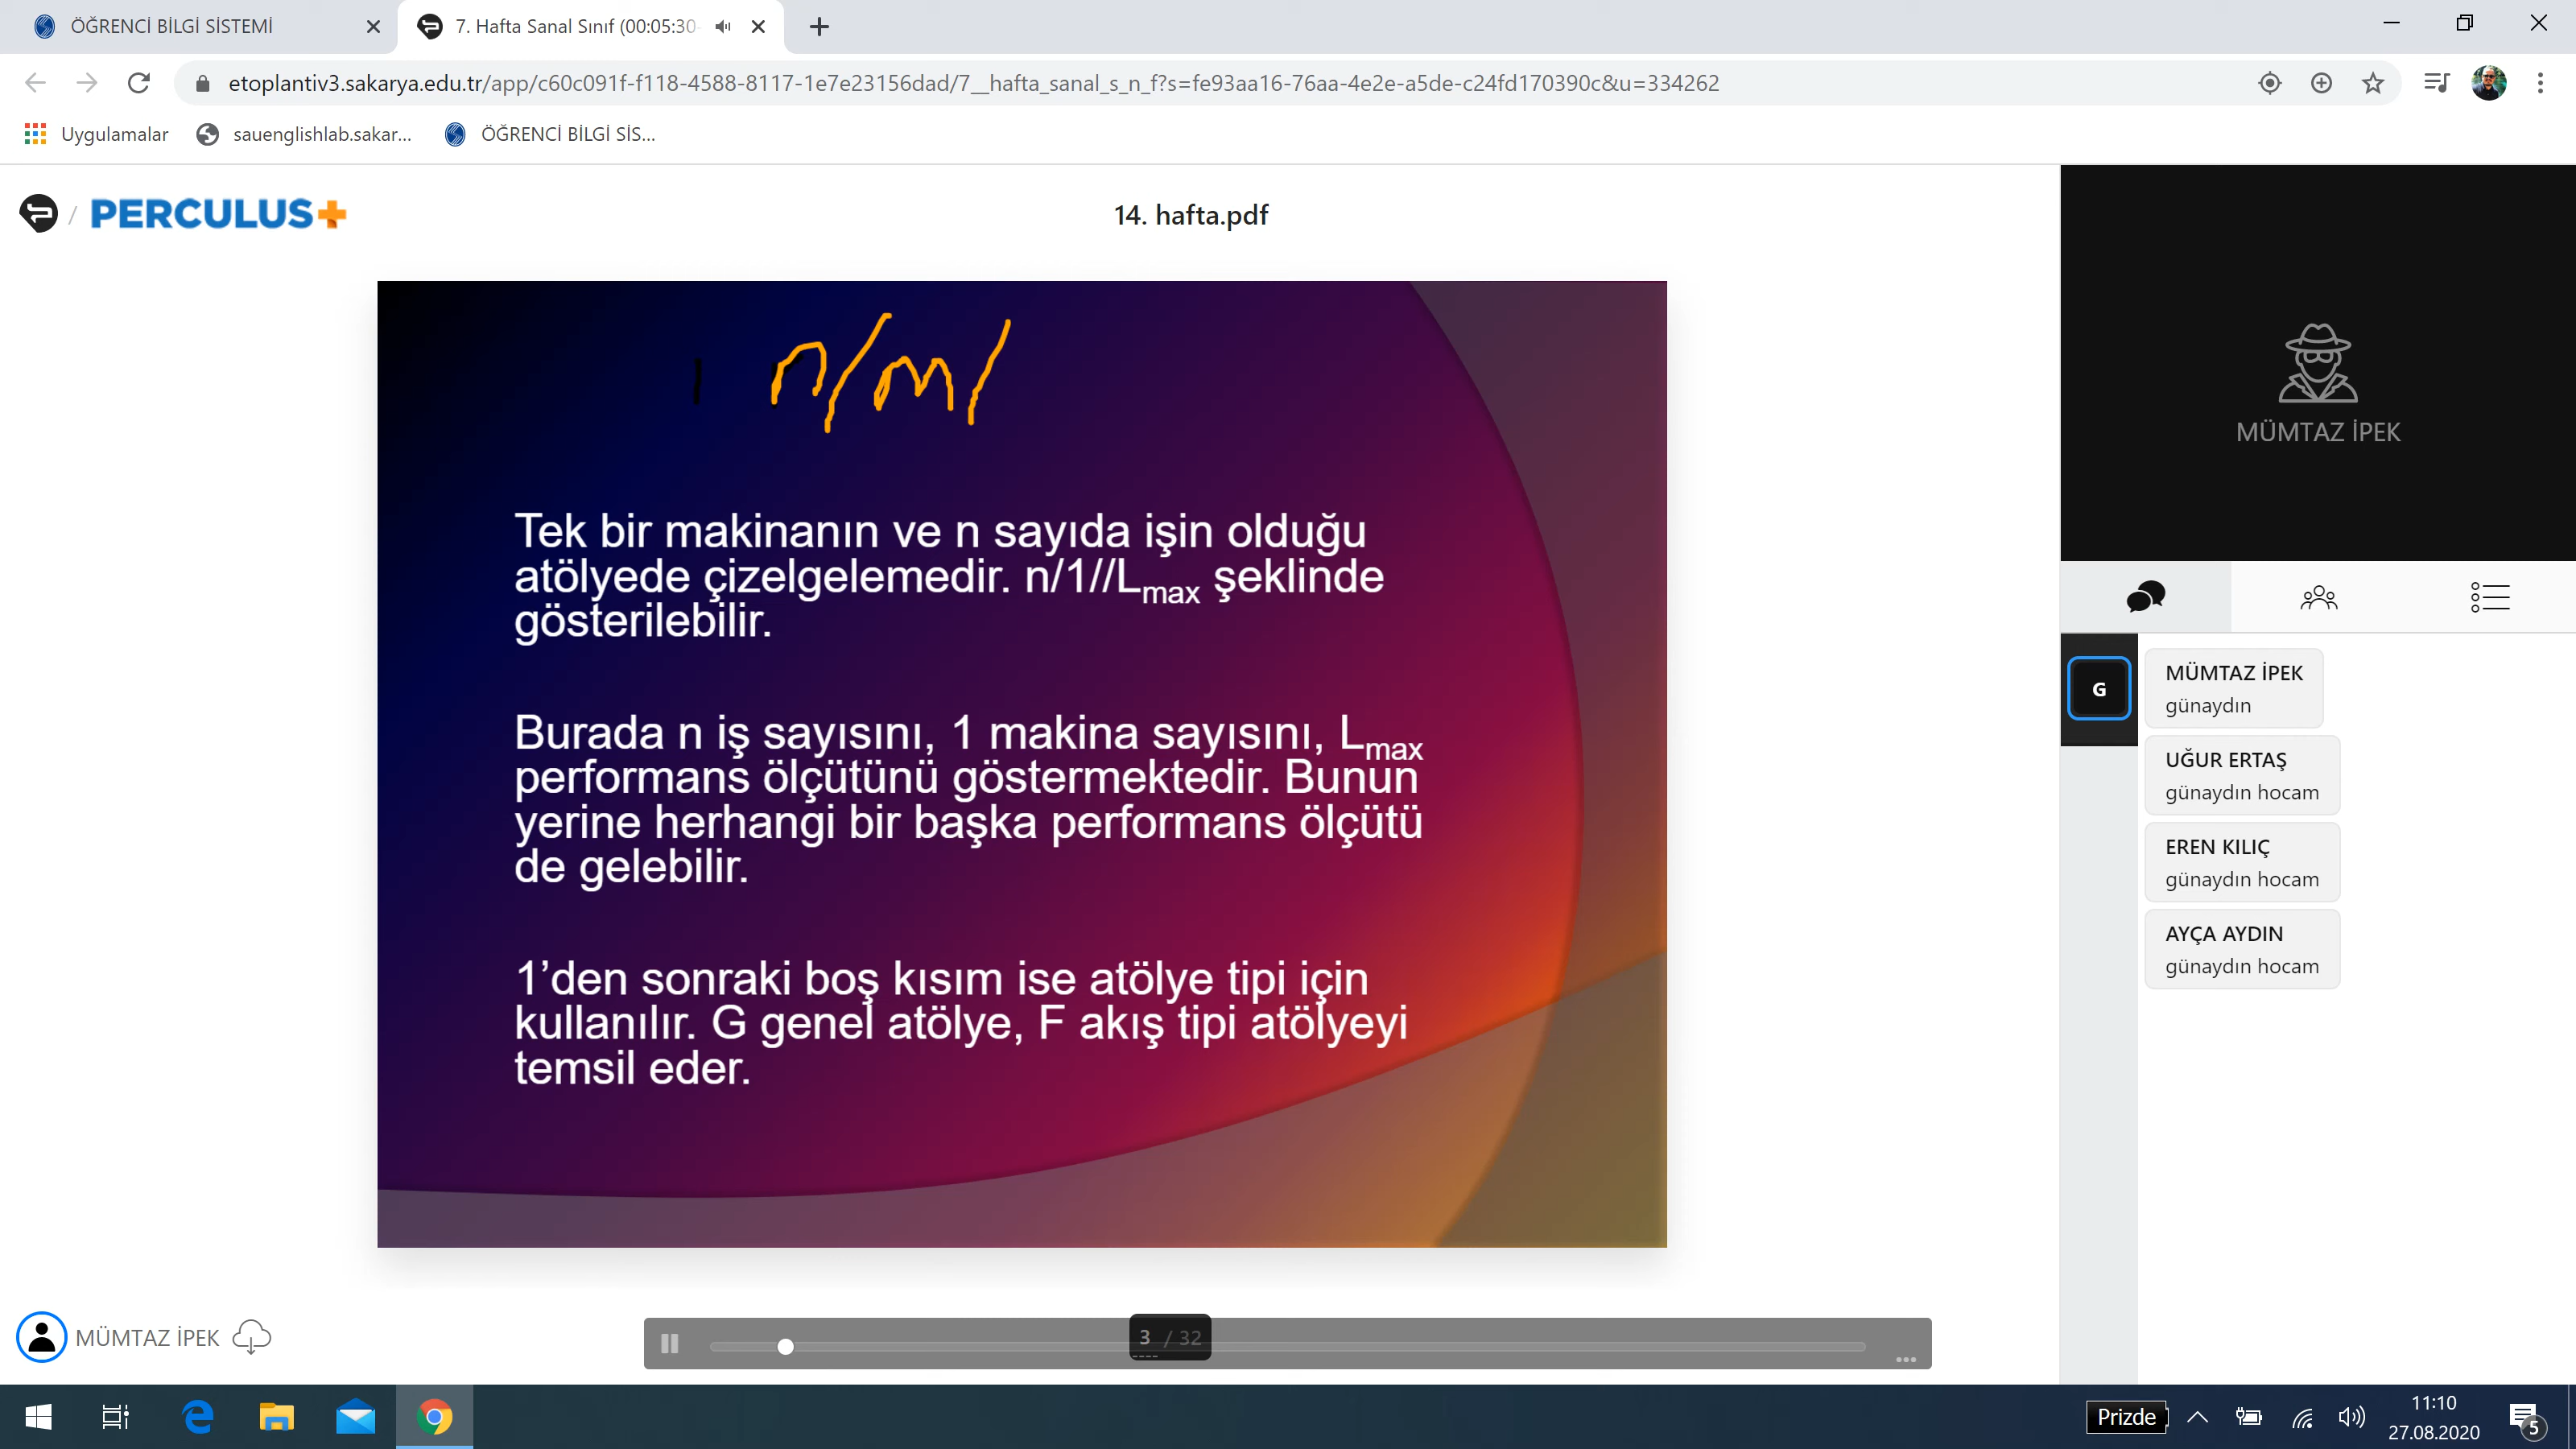 ÖĞRENCİ BİLGİ SİSTEMİ
7. Hafta Sanal Sınıf (00:05:30
etoplantiv3.sakarya.edu.tr/app/c60c091f-f118-4588-8117-1e7e23156dad/7__hafta_sanal_s_n_f?s=fe93aa16-76aa-4e2e-a5de-c24fd170390c&u=334262
Uygulamalar
sauenglishlab.sakar...
ÖĞRENCİ BİLGİ SİS...
/ PERCULUS+
14. hafta.pdf
n/m/
Tek bir makinanın ve n sayıda işin olduğu
atölyede çizelgelemedir. n/1//Lmax şeklinde
gösterilebilir.
Burada n iş sayısını, 1 makina sayısını, Lmax
performans ölçütünü göstermektedir. Bunun
yerine herhangi bir başka performans ölçütü
de gelebilir.
1’den sonraki boş kısım ise atölye tipi için
kullanılır. G genel atölye, F akış tipi atölyeyi
temsil eder.
MÜMTAZ İPEK
3 / 32
MÜMTAZ İPEK
G
MÜMTAZ İPEK
günaydın
UĞUR ERTAŞ
günaydın hocam
EREN KILIÇ
günaydın hocam
AYÇA AYDIN
günaydın hocam
Prizde
11:10
27.08.2020
5